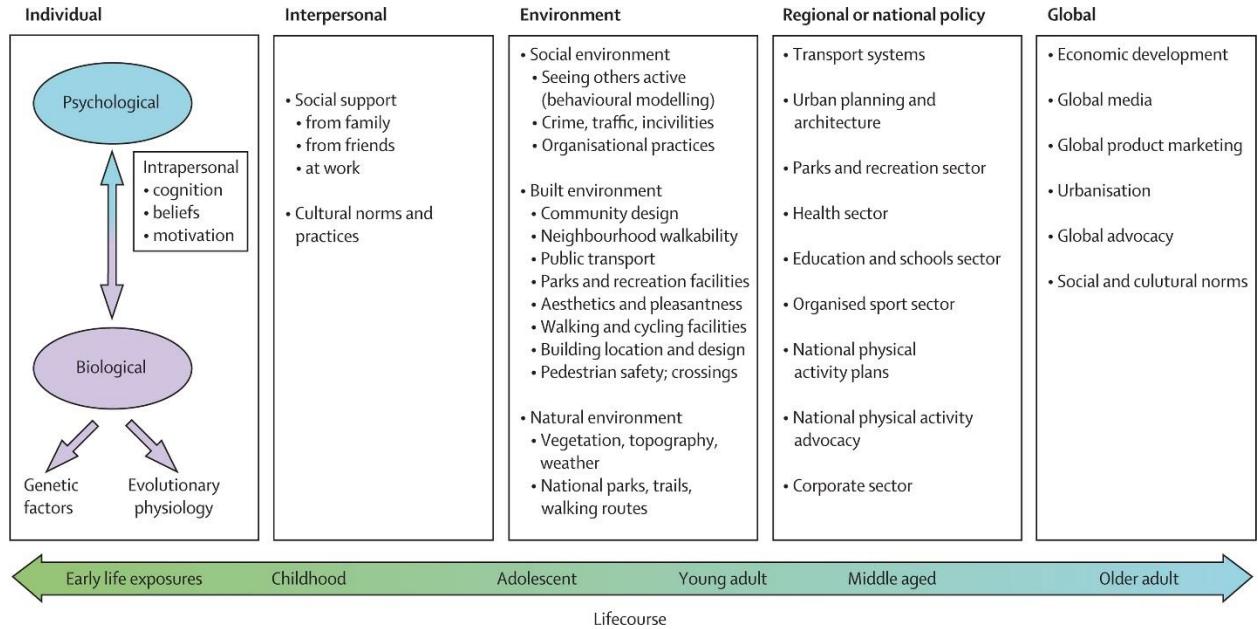 Individual
Psychological
Intrapersonal
• cognition
• beliefs
• motivation
Biological
Genetic
factors
Evolutionary
physiology
Interpersonal
• Social support
• from family
• from friends
• at work
• Cultural norms and
practices
Environment
• Social environment
• Seeing others active
(behavioural modelling)
• Crime, traffic, incivilities
• Organisational practices
• Built environment
• Community design
• Neighbourhood walkability
• Public transport
• Parks and recreation facilities
• Aesthetics and pleasantness
• Walking and cycling facilities
• Building location and design
• Pedestrian safety; crossings
• Natural environment
• Vegetation, topography,
weather
• National parks, trails,
walking routes
Regional or national policy
• Transport systems
• Urban planning and
architecture
• Parks and recreation sector
• Health sector
• Education and schools sector
• Organised sport sector
• National physical
activity plans
• National physical activity
advocacy
• Corporate sector
Global
• Economic development
• Global media
• Global product marketing
• Urbanisation
• Global advocacy
• Social and culutural norms
Early life exposures
Childhood
Adolescent
Young adult
Middle aged
Older adult
Lifecourse